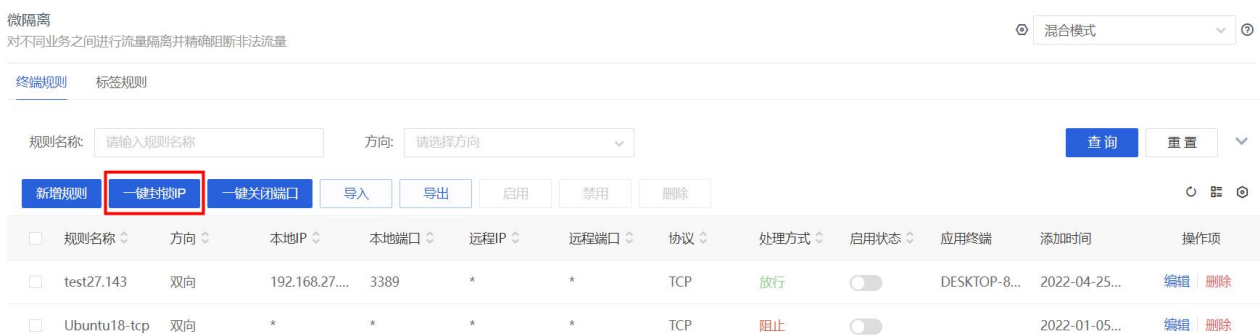 微隔离
对不同业务之间进行流量隔离并精确阻断非法流量
混合模式
终端规则 标签规则
规则名称: 请输入规则名称 方向: 请选择方向 查询 重置
新增规则 一键封锁IP 一键关闭端口 导入 导出 启用 禁用 删除
规则名称 方向 本地IP 本地端口 远程IP 远程端口 协议 处理方式 启用状态 应用终端 添加时间 操作项
test27.143 双向 192.168.27.... 3389 * * TCP 放行 DESKTOP-8... 2022-04-25... 编辑 删除
Ubuntu18-tcp 双向 * * * * TCP 阻止 2022-01-05... 编辑 删除